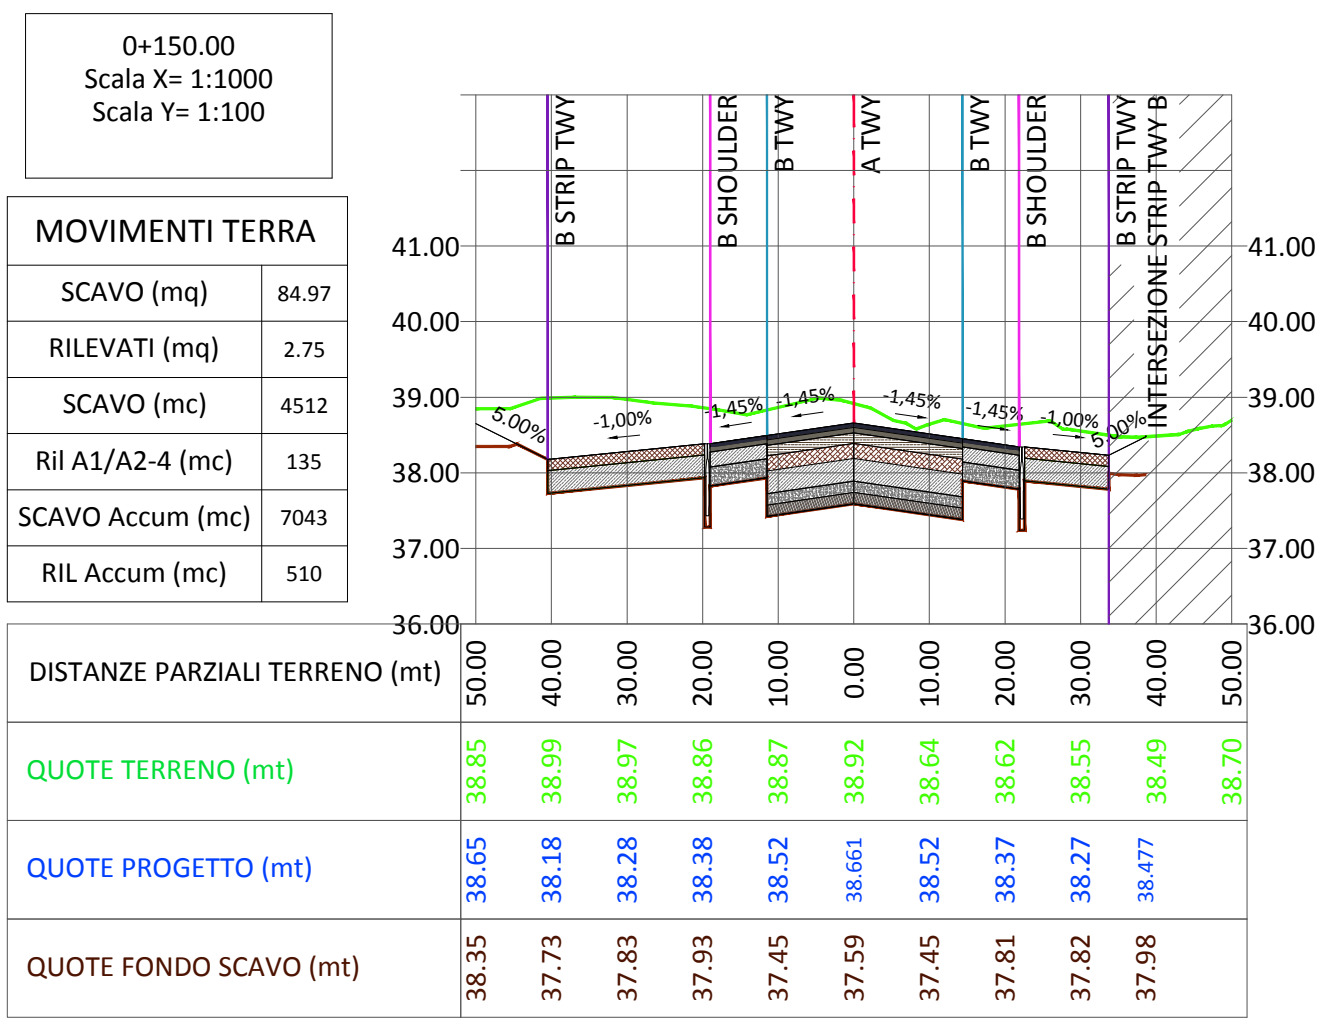 0+150.00
Scala X= 1:1000
Scala Y= 1:100
MOVIMENTI TERRA
SCAVO (mq) 84.97
RILEVATI (mq) 2.75
SCAVO (mc) 4512
Ril A1/A2-4 (mc) 135
SCAVO Accum (mc) 7043
RIL Accum (mc) 510
B STRIP TWY
B SHOULDER
B TWY
A TWY
B TWY
B SHOULDER
B STRIP TWY
INTERSEZIONE STRIP TWY B
41.00 41.00
40.00 40.00
39.00 39.00
38.00 38.00
37.00 37.00
36.00 36.00
5.00% -1,00% -1,45% -1,45% -1,45% -1,45% -1,00% 5.00%
DISTANZE PARZIALI TERRENO (mt) 50.00 40.00 30.00 20.00 10.00 0.00 10.00 20.00 30.00 40.00 50.00
QUOTE TERRENO (mt) 38.85 38.99 38.97 38.86 38.87 38.92 38.64 38.62 38.55 38.49 38.70
QUOTE PROGETTO (mt) 38.65 38.18 38.28 38.38 38.52 38.661 38.52 38.37 38.27 38.477
QUOTE FONDO SCAVO (mt) 38.35 37.73 37.83 37.93 37.45 37.59 37.45 37.81 37.82 37.98